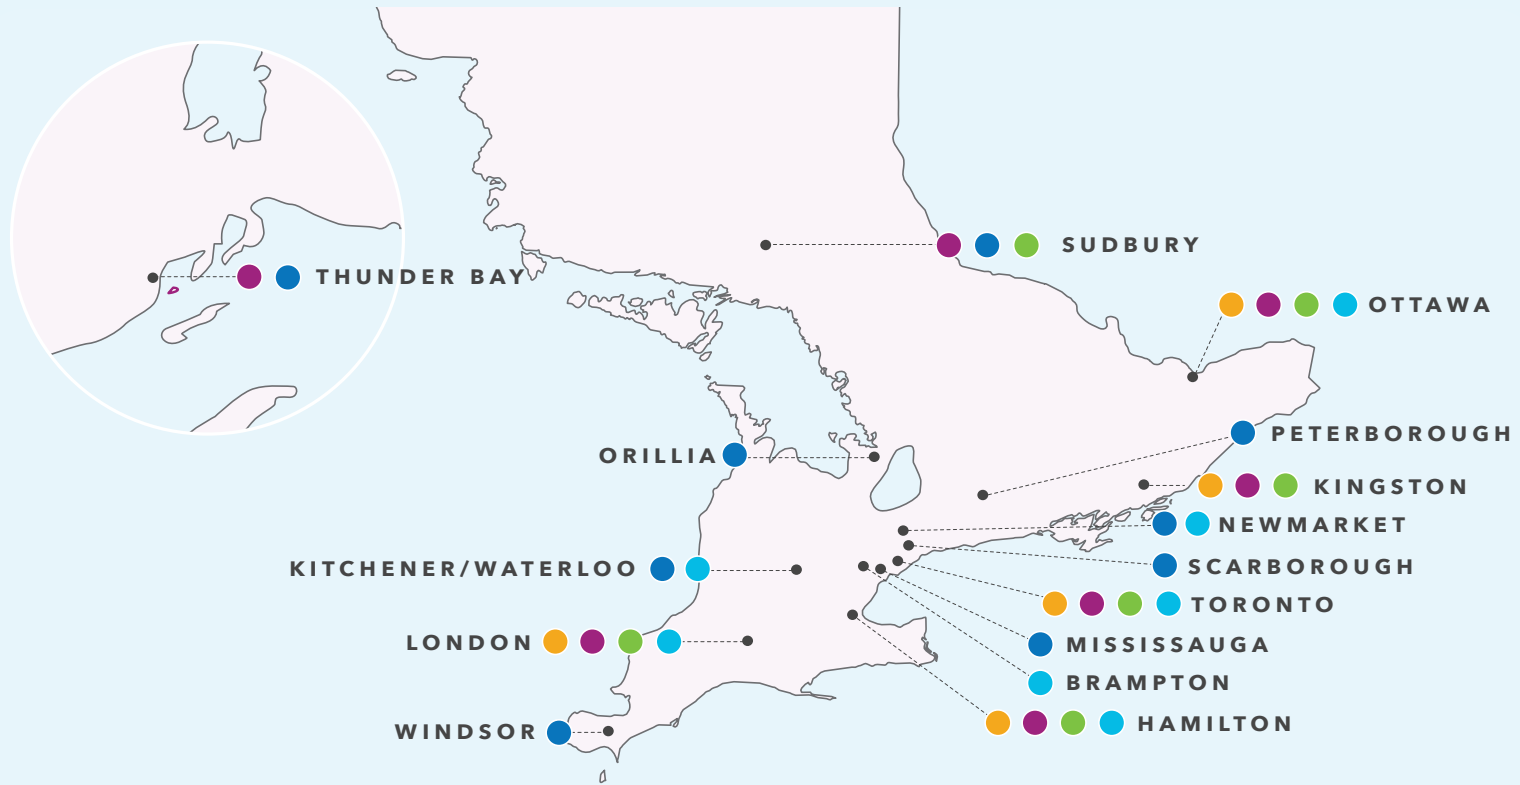 SUDBURY
THUNDER BAY
OTTAWA
PETERBOROUGH
ORILLIA
KINGSTON
NEWMARKET
SCARBOROUGH
KITCHENER/WATERLOO
TORONTO
LONDON
MISSISSAUGA
BRAMPTON
HAMILTON
WINDSOR